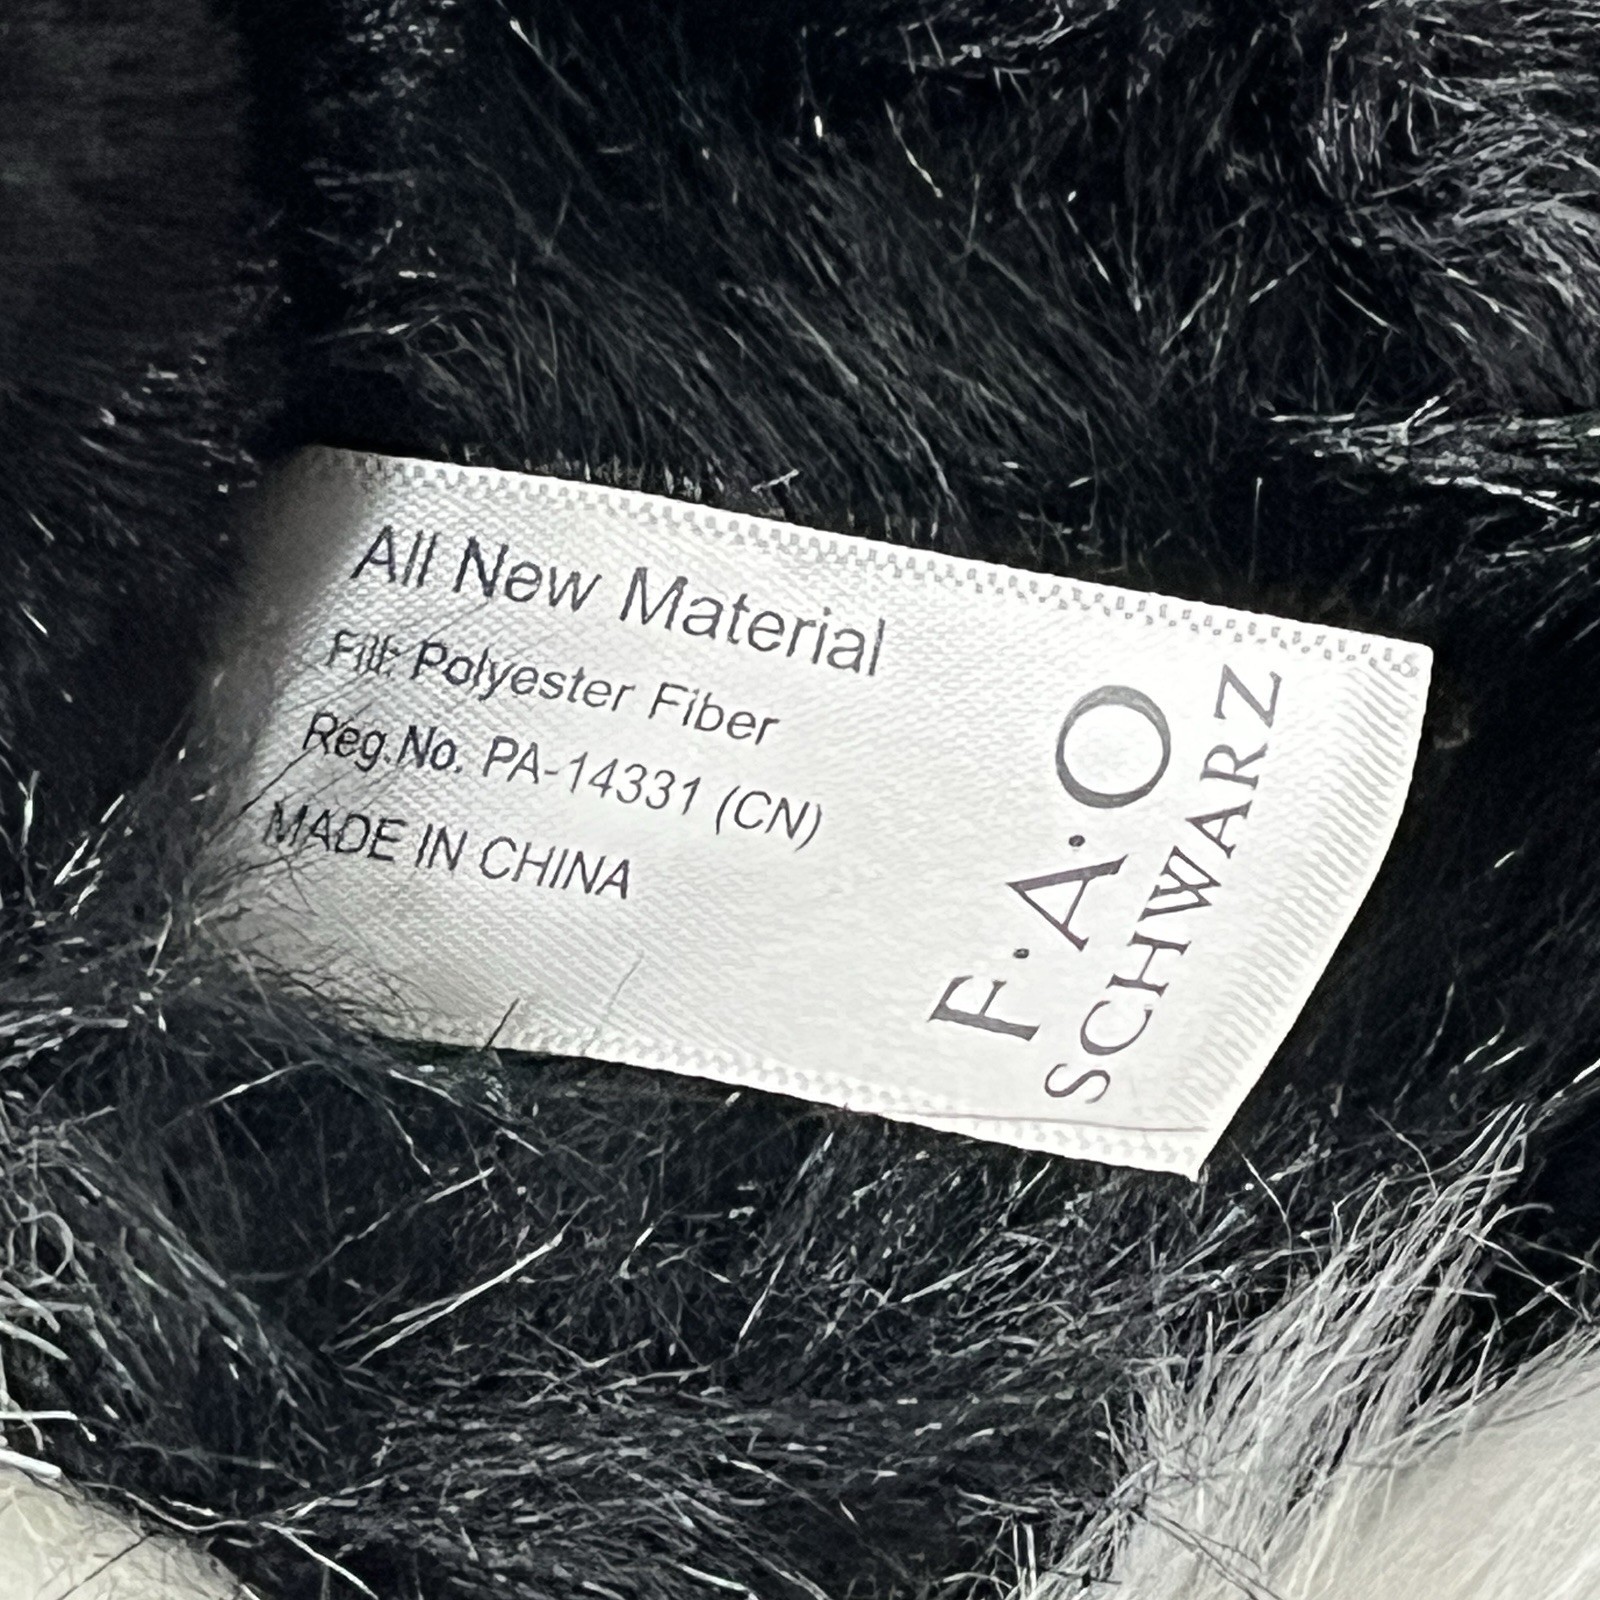 All New Material
Fill: Polyester Fiber
Reg.No. PA-14331 (CN)
MADE IN CHINA
F·A·O
SCHWARZ